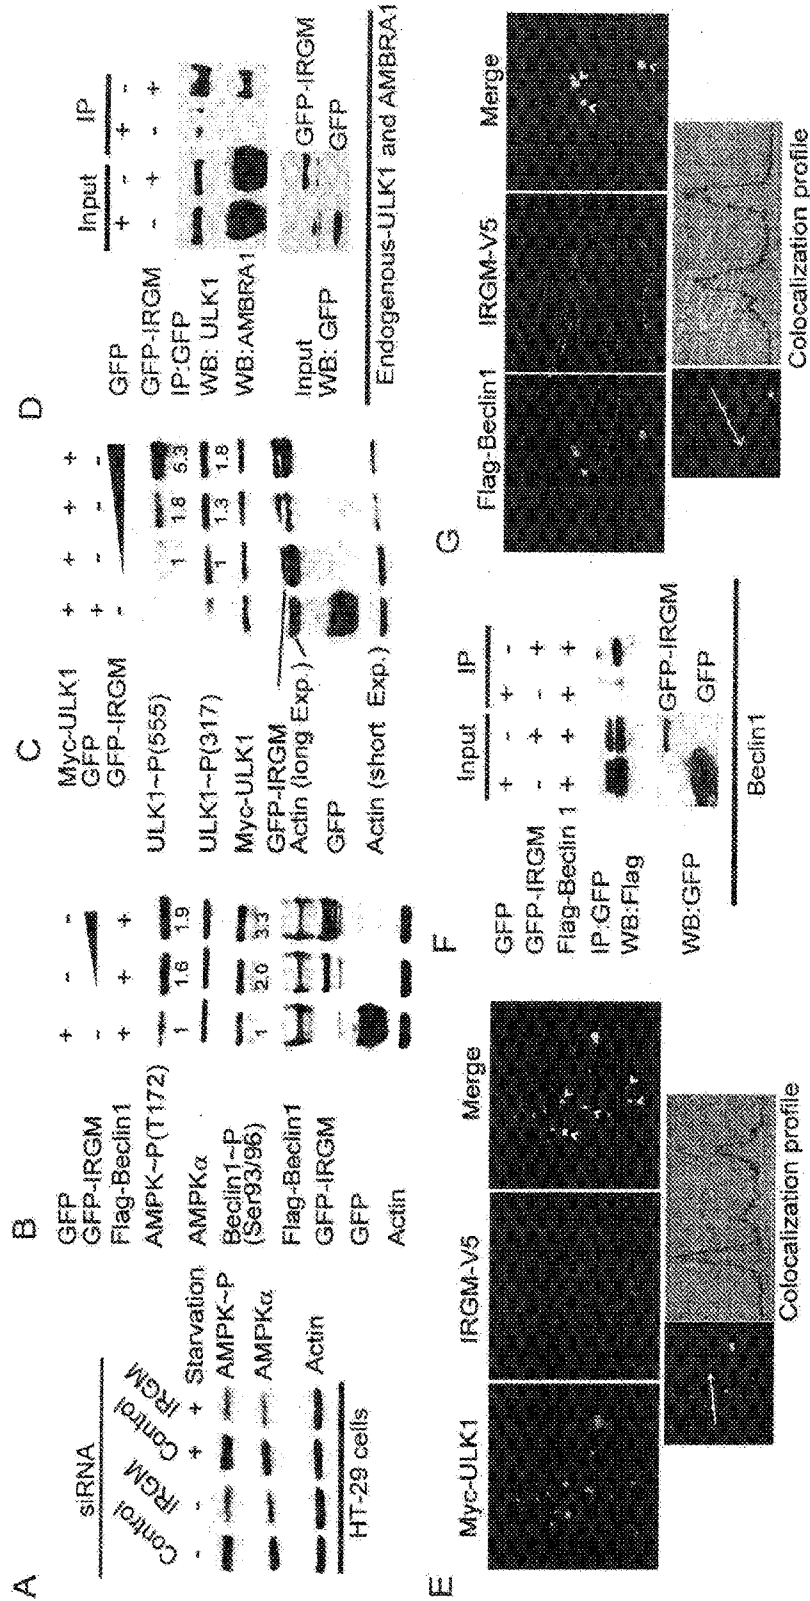 A
siRNA
Control IRGM Control IRGM
- - + + Starvation
AMPK~P
AMPKα
Actin
HT-29 cells
B
GFP + - -
GFP-IRGM -
Flag-Beclin1 + + +
AMPK~P(T172)
1 1.6 1.9
AMPKα
Beclin1~P
(Ser93/96)
1 2.0 3.3
Flag-Beclin1
GFP-IRGM
GFP
Actin
C
Myc-ULK1 + + + +
GFP + - - -
GFP-IRGM -
ULK1~P(555)
1 1.8 5.3
ULK1~P(317)
1 1.3 1.8
Myc-ULK1
GFP-IRGM
Actin (long Exp.)
GFP
Actin (short Exp.)
D
Input IP
GFP + - + -
GFP-IRGM - + - +
IP:GFP
WB: ULK1
WB:AMBRA1
Input
WB: GFP
GFP-IRGM
GFP
Endogenous-ULK1 and AMBRA1
E
Myc-ULK1 IRGM-V5 Merge
Colocalization profile
F
Input IP
GFP + - + -
GFP-IRGM - + - +
Flag-Beclin 1 + + + +
IP:GFP
WB:Flag
WB:GFP
GFP-IRGM
GFP
Beclin1
G
Flag-Beclin1 IRGM-V5 Merge
Colocalization profile